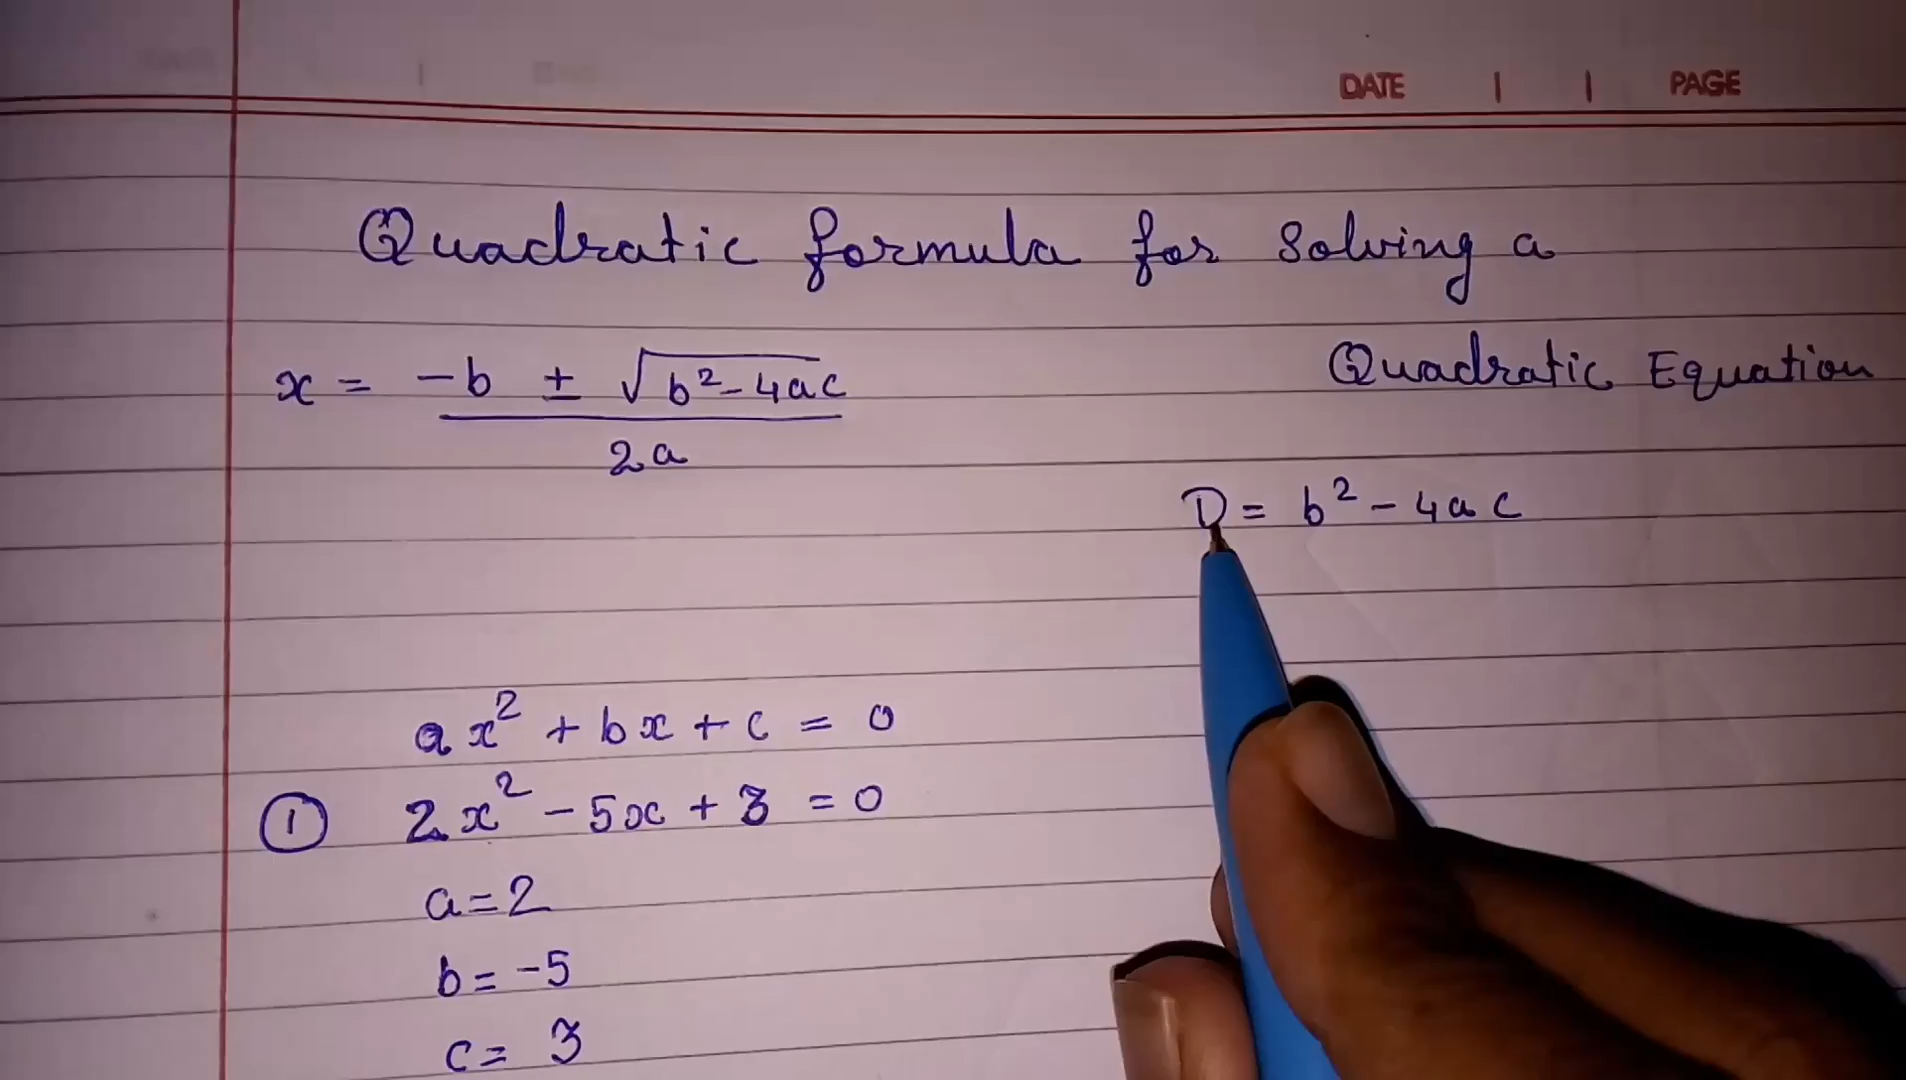 DATE | | PAGE
Quadratic formula for solving a
Quadratic Equation
x = -b ± √b²-4ac
2a
D = b² - 4ac
ax² + bx + c = 0
① 2x² - 5x + 3 = 0
a = 2
b = -5
c = 3